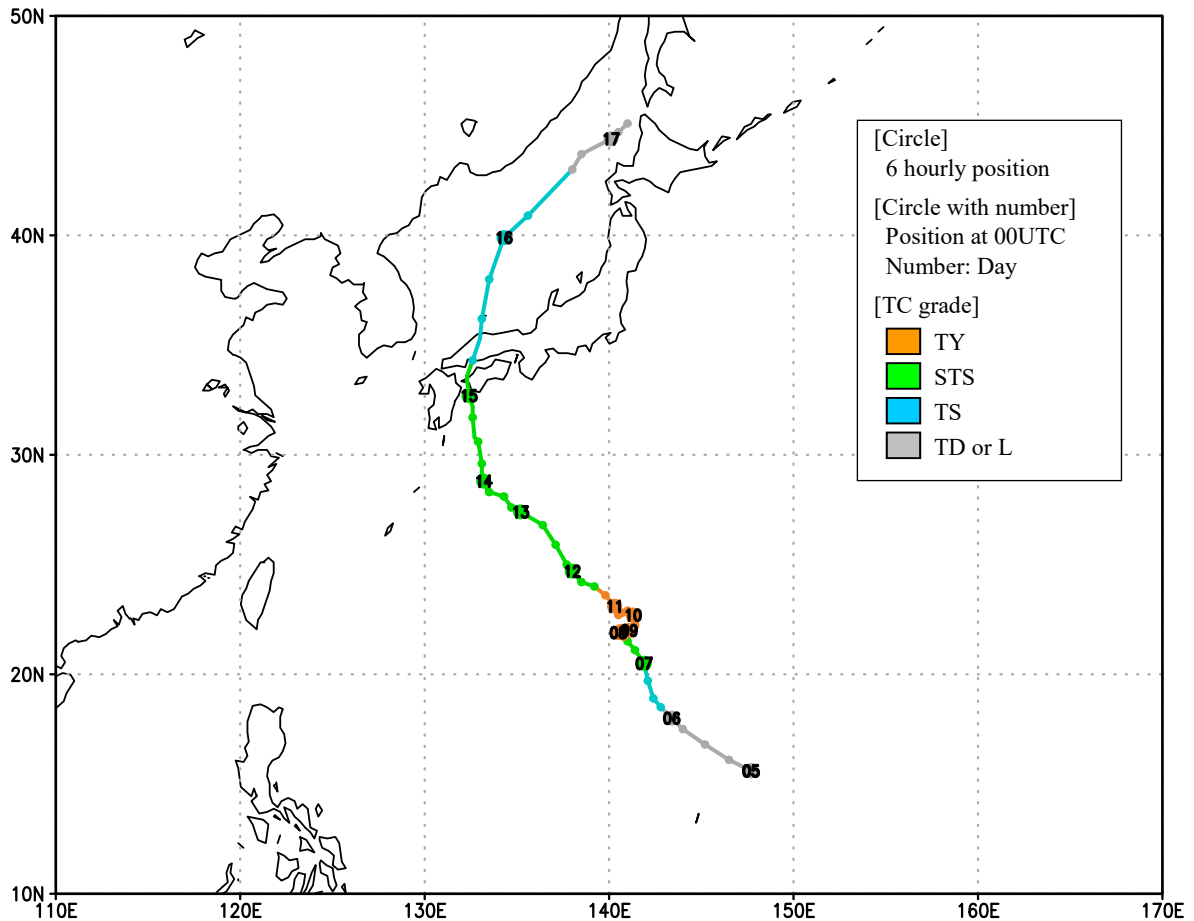 50N
40N
30N
20N
10N
110E 120E 130E 140E 150E 160E 170E
[Circle]
6 hourly position
[Circle with number]
Position at 00UTC
Number: Day
[TC grade]
TY
STS
TS
TD or L
17
16
15
14
13
12
11
10
09
08
07
06
05